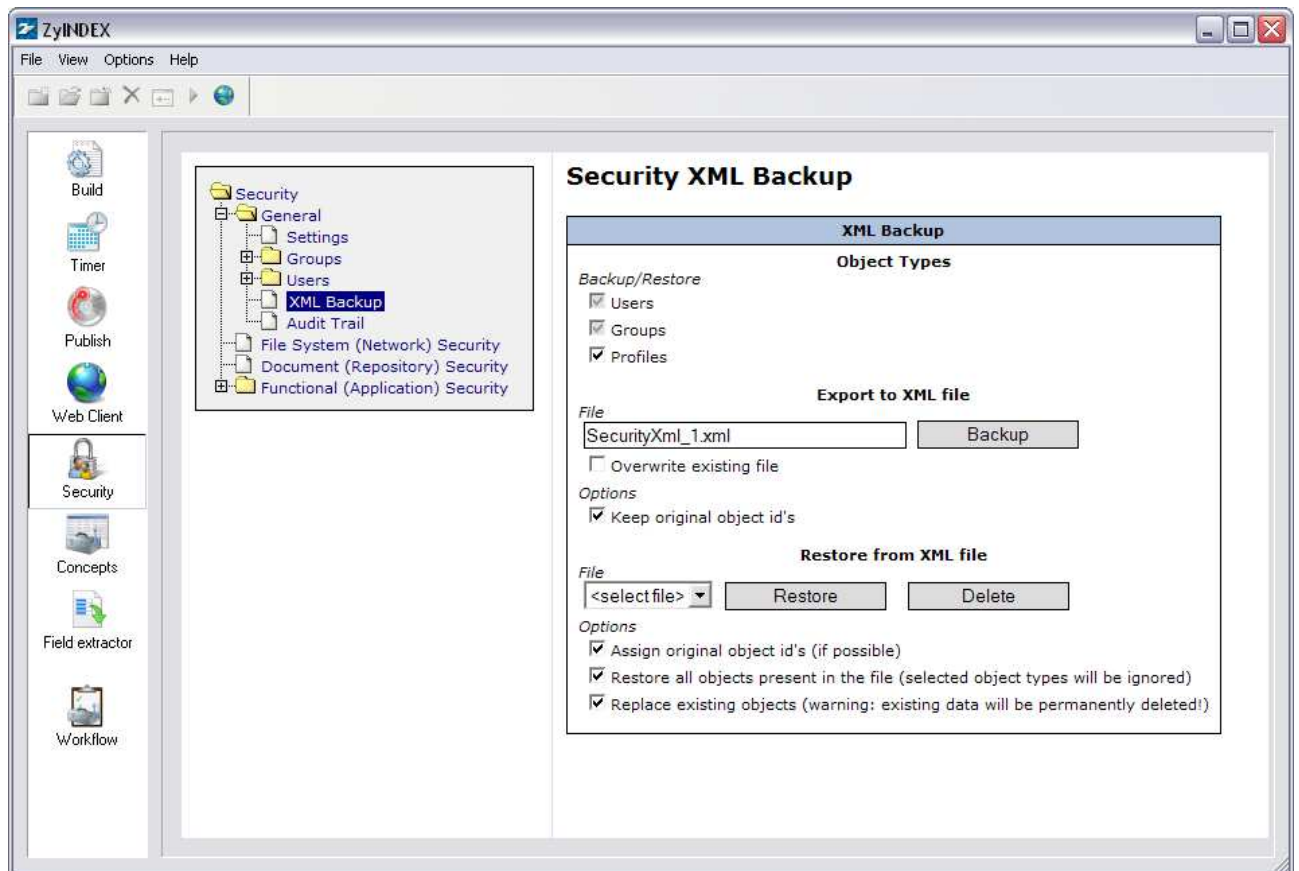 ZyINDEX
File View Options Help
Build
Timer
Publish
Web Client
Security
Concepts
Field extractor
Workflow
Security
General
Settings
Groups
Users
XML Backup
Audit Trail
File System (Network) Security
Document (Repository) Security
Functional (Application) Security
Security XML Backup
XML Backup
Object Types
Backup/Restore
Users
Groups
Profiles
Export to XML file
File
SecurityXml_1.xml Backup
Overwrite existing file
Options
Keep original object id's
Restore from XML file
File
<select file> Restore Delete
Options
Assign original object id's (if possible)
Restore all objects present in the file (selected object types will be ignored)
Replace existing objects (warning: existing data will be permanently deleted!)